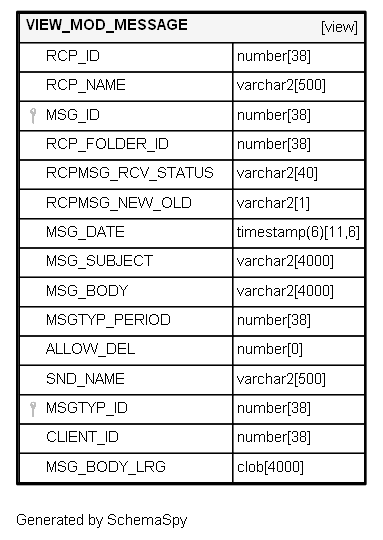 VIEW_MOD_MESSAGE [view]
RCP_ID number[38]
RCP_NAME varchar2[500]
MSG_ID number[38]
RCP_FOLDER_ID number[38]
RCPMSG_RCV_STATUS varchar2[40]
RCPMSG_NEW_OLD varchar2[1]
MSG_DATE timestamp(6)[11,6]
MSG_SUBJECT varchar2[4000]
MSG_BODY varchar2[4000]
MSGTYP_PERIOD number[38]
ALLOW_DEL number[0]
SND_NAME varchar2[500]
MSGTYP_ID number[38]
CLIENT_ID number[38]
MSG_BODY_LRG clob[4000]
Generated by SchemaSpy